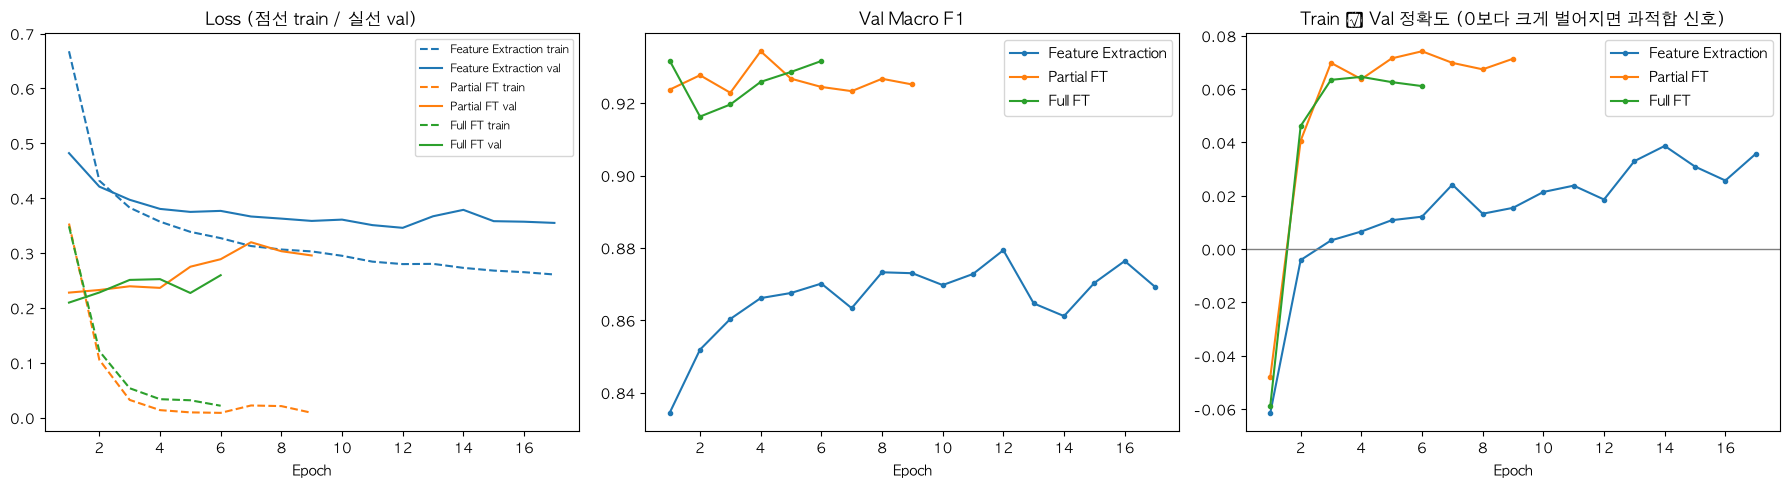 Loss (점선 train / 실선 val)
0.7
0.6
0.5
0.4
0.3
0.2
0.1
0.0
2 4 6 8 10 12 14 16
Epoch
Feature Extraction train
Feature Extraction val
Partial FT train
Partial FT val
Full FT train
Full FT val
Val Macro F1
0.92
0.90
0.88
0.86
0.84
2 4 6 8 10 12 14 16
Epoch
Feature Extraction
Partial FT
Full FT
Train Val 정확도 (0보다 크게 벌어지면 과적합 신호)
0.08
0.06
0.04
0.02
0.00
-0.02
-0.04
-0.06
2 4 6 8 10 12 14 16
Epoch
Feature Extraction
Partial FT
Full FT